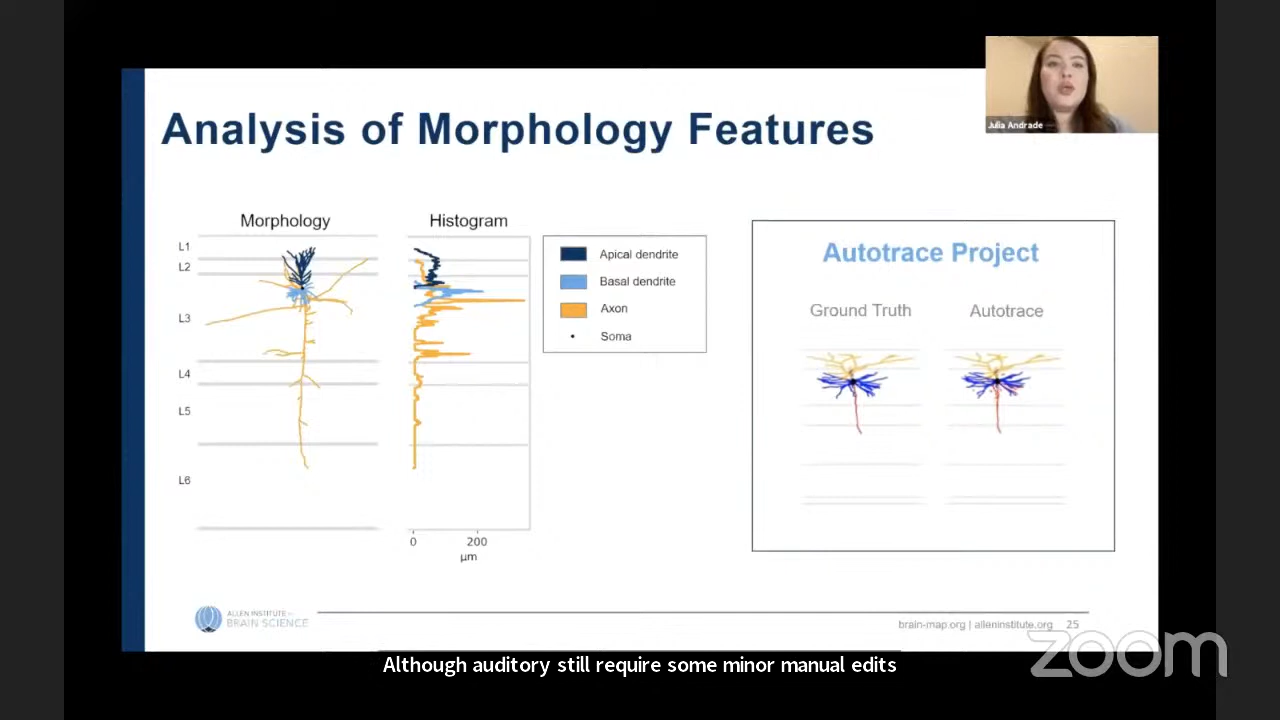 Julia Andrade
Analysis of Morphology Features
Morphology
Histogram
L1
L2
L3
L4
L5
L6
0
200
μm
Apical dendrite
Basal dendrite
Axon
Soma
Autotrace Project
Ground Truth
Autotrace
ALLEN INSTITUTE for
BRAIN SCIENCE
brain-map.org | alleninstitute.org 25
zoom
Although auditory still require some minor manual edits